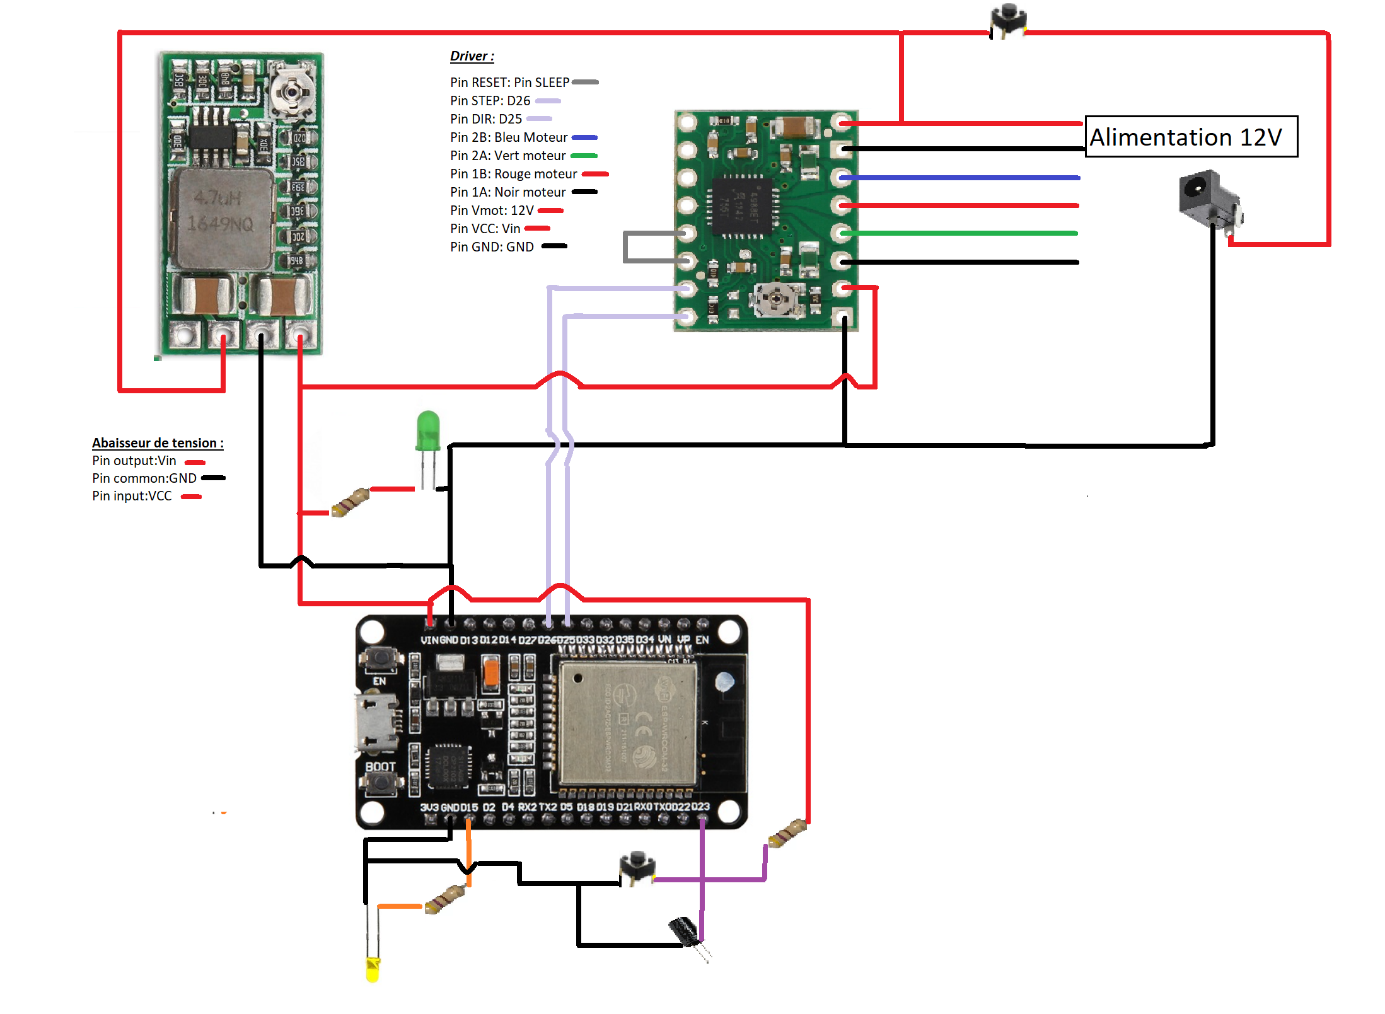 Driver :
Pin RESET: Pin SLEEP
Pin STEP: D26
Pin DIR: D25
Pin 2B: Bleu Moteur
Pin 2A: Vert moteur
Pin 1B: Rouge moteur
Pin 1A: Noir moteur
Pin Vmot: 12V
Pin VCC: Vin
Pin GND: GND
Alimentation 12V
4.7uH
1649NQ
Abaisseur de tension :
Pin output:Vin
Pin common:GND
Pin input:VCC
VIN GND D13 D12 D14 D27 D26 D25 D33 D32 D35 D34 VN VP EN
EN
BOOT
3V3 GND D15 D2 D4 RX2 TX2 D5 D18 D19 D21 RX0 TX0 D22 D23